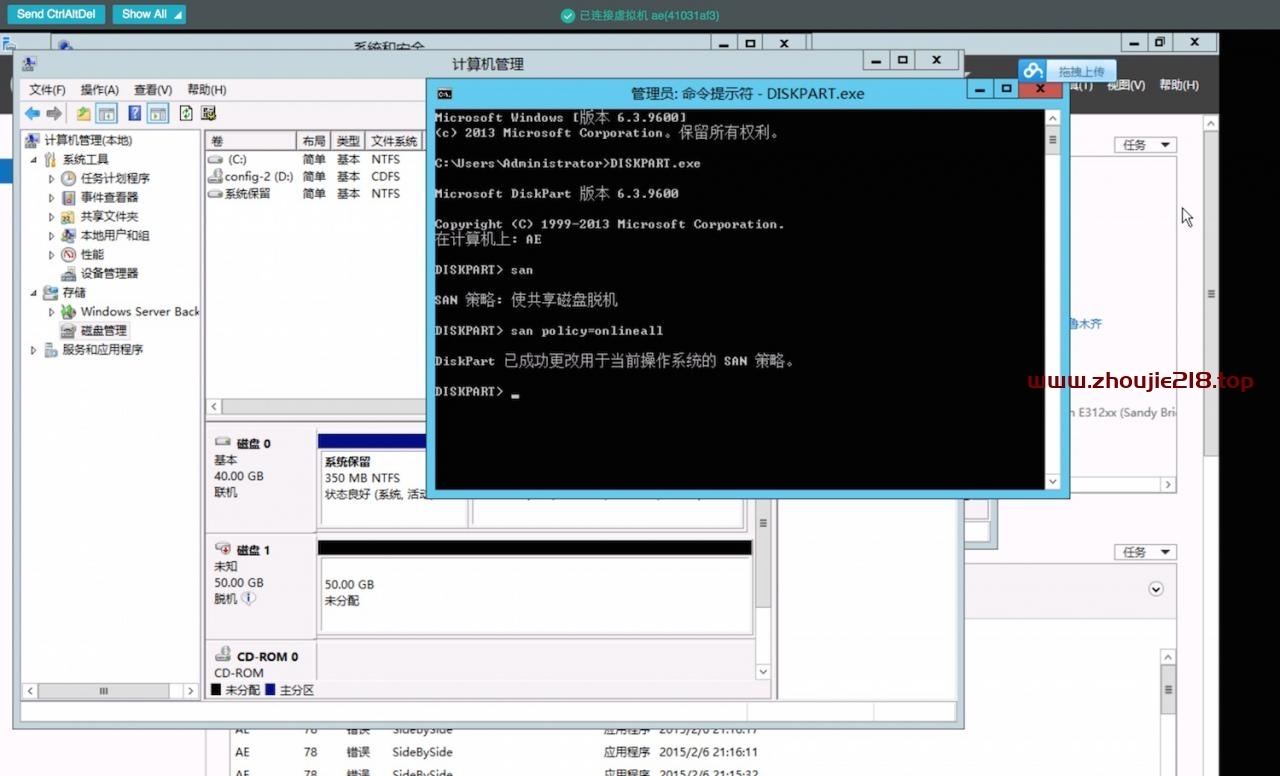 Send CtrlAltDel
Show All
已连接虚拟机 ae(41031af3)
系统和安全
计算机管理
拖拽上传
视图(V)
帮助(H)
文件(F) 操作(A) 查看(V) 帮助(H)
管理员: 命令提示符 - DISKPART.exe
Microsoft Windows [版本 6.3.9600]
(c) 2013 Microsoft Corporation。保留所有权利。
C:\Users\Administrator>DISKPART.exe
Microsoft DiskPart 版本 6.3.9600
Copyright (C) 1999-2013 Microsoft Corporation.
在计算机上: AE
DISKPART> san
SAN 策略: 使共享磁盘脱机
DISKPART> san policy=onlineall
DiskPart 已成功更改用于当前操作系统的 SAN 策略。
DISKPART>
计算机管理(本地)
系统工具
任务计划程序
事件查看器
共享文件夹
本地用户和组
性能
设备管理器
存储
Windows Server Back
磁盘管理
服务和应用程序
卷 布局 类型 文件系统
(C:) 简单 基本 NTFS
config-2 (D:) 简单 基本 CDFS
系统保留 简单 基本 NTFS
任务
鲁木齐
www.zhoujie218.top
E312xx (Sandy Bri
磁盘 0
基本
40.00 GB
联机
系统保留
350 MB NTFS
状态良好 (系统, 活动
磁盘 1
未知
50.00 GB
脱机
50.00 GB
未分配
CD-ROM 0
CD-ROM
未分配 主分区
任务
AE 78 错误 SideBySide 应用程序 2015/2/6 21:16:17
AE 78 错误 SideBySide 应用程序 2015/2/6 21:16:11
AE 78 错误 SideBySide 应用程序 2015/2/6 21:15:32